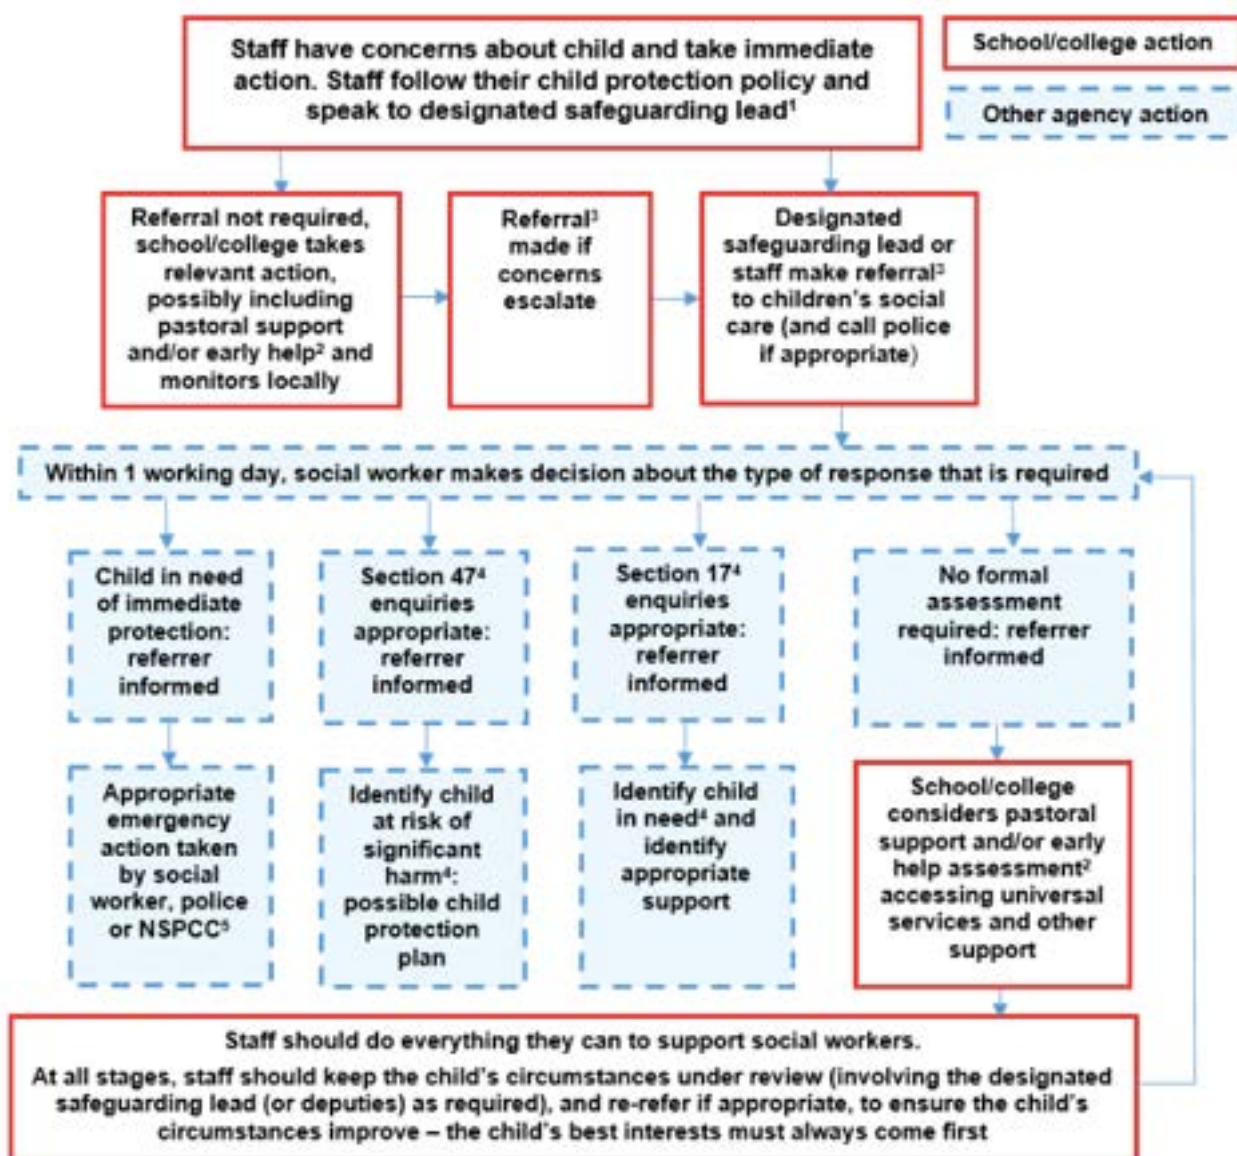 Staff have concerns about child and take immediate
action. Staff follow their child protection policy and
speak to designated safeguarding lead¹
School/college action
Other agency action
Referral not required,
school/college takes
relevant action,
possibly including
pastoral support
and/or early help² and
monitors locally
Referral³
made if
concerns
escalate
Designated
safeguarding lead or
staff make referral³
to children's social
care (and call police
if appropriate)
Within 1 working day, social worker makes decision about the type of response that is required
Child in need
of immediate
protection:
referrer
informed
Section 47⁴
enquiries
appropriate:
referrer
informed
Section 17⁴
enquiries
appropriate:
referrer
informed
No formal
assessment
required: referrer
informed
Appropriate
emergency
action taken
by social
worker, police
or NSPCC⁵
Identify child
at risk of
significant
harm⁴:
possible child
protection
plan
Identify child
in need⁴ and
identify
appropriate
support
School/college
considers pastoral
support and/or early
help assessment²
accessing universal
services and other
support
Staff should do everything they can to support social workers.
At all stages, staff should keep the child's circumstances under review (involving the designated
safeguarding lead (or deputies) as required), and re-refer if appropriate, to ensure the child's
circumstances improve – the child's best interests must always come first